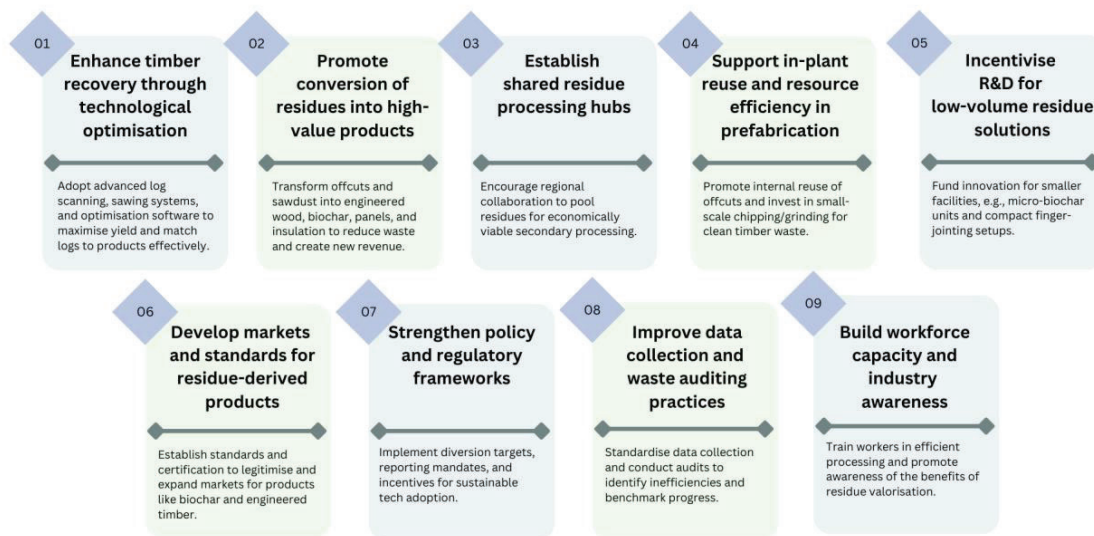 01
Enhance timber
recovery through
technological
optimisation
Adopt advanced log
scanning, sawing systems,
and optimisation software to
maximise yield and match
logs to products effectively.
02
Promote
conversion of
residues into high-
value products
Transform offcuts and
sawdust into engineered
wood, biochar, panels, and
insulation to reduce waste
and create new revenue.
03
Establish
shared residue
processing hubs
Encourage regional
collaboration to pool
residues for economically
viable secondary processing.
04
Support in-plant
reuse and resource
efficiency in
prefabrication
Promote internal reuse of
offcuts and invest in small-
scale chipping/grinding for
clean timber waste.
05
Incentivise
R&D for
low-volume residue
solutions
Fund innovation for smaller
facilities, e.g., micro-biochar
units and compact finger-
jointing setups.
06
Develop markets
and standards for
residue-derived
products
Establish standards and
certification to legitimise and
expand markets for products
like biochar and engineered
timber.
07
Strengthen policy
and regulatory
frameworks
Implement diversion targets,
reporting mandates, and
incentives for sustainable
tech adoption.
08
Improve data
collection and
waste auditing
practices
Standardise data collection
and conduct audits to
identify inefficiencies and
benchmark progress.
09
Build workforce
capacity and
industry
awareness
Train workers in efficient
processing and promote
awareness of the benefits of
residue valorisation.